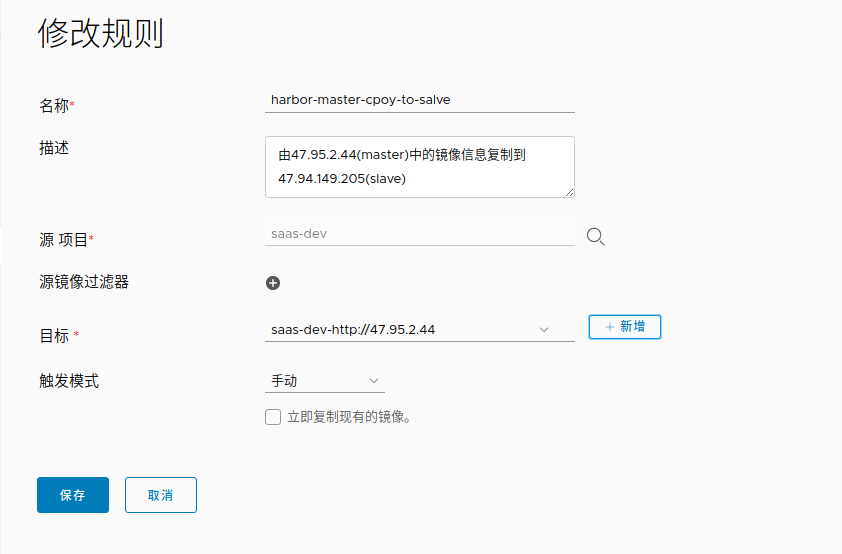 修改规则
名称*
harbor-master-cpoy-to-salve
描述
由47.95.2.44(master)中的镜像信息复制到
47.94.149.205(slave)
源 项目*
saas-dev
源镜像过滤器
目标 *
saas-dev-http://47.95.2.44
+ 新增
触发模式
手动
立即复制现有的镜像。
保存
取消